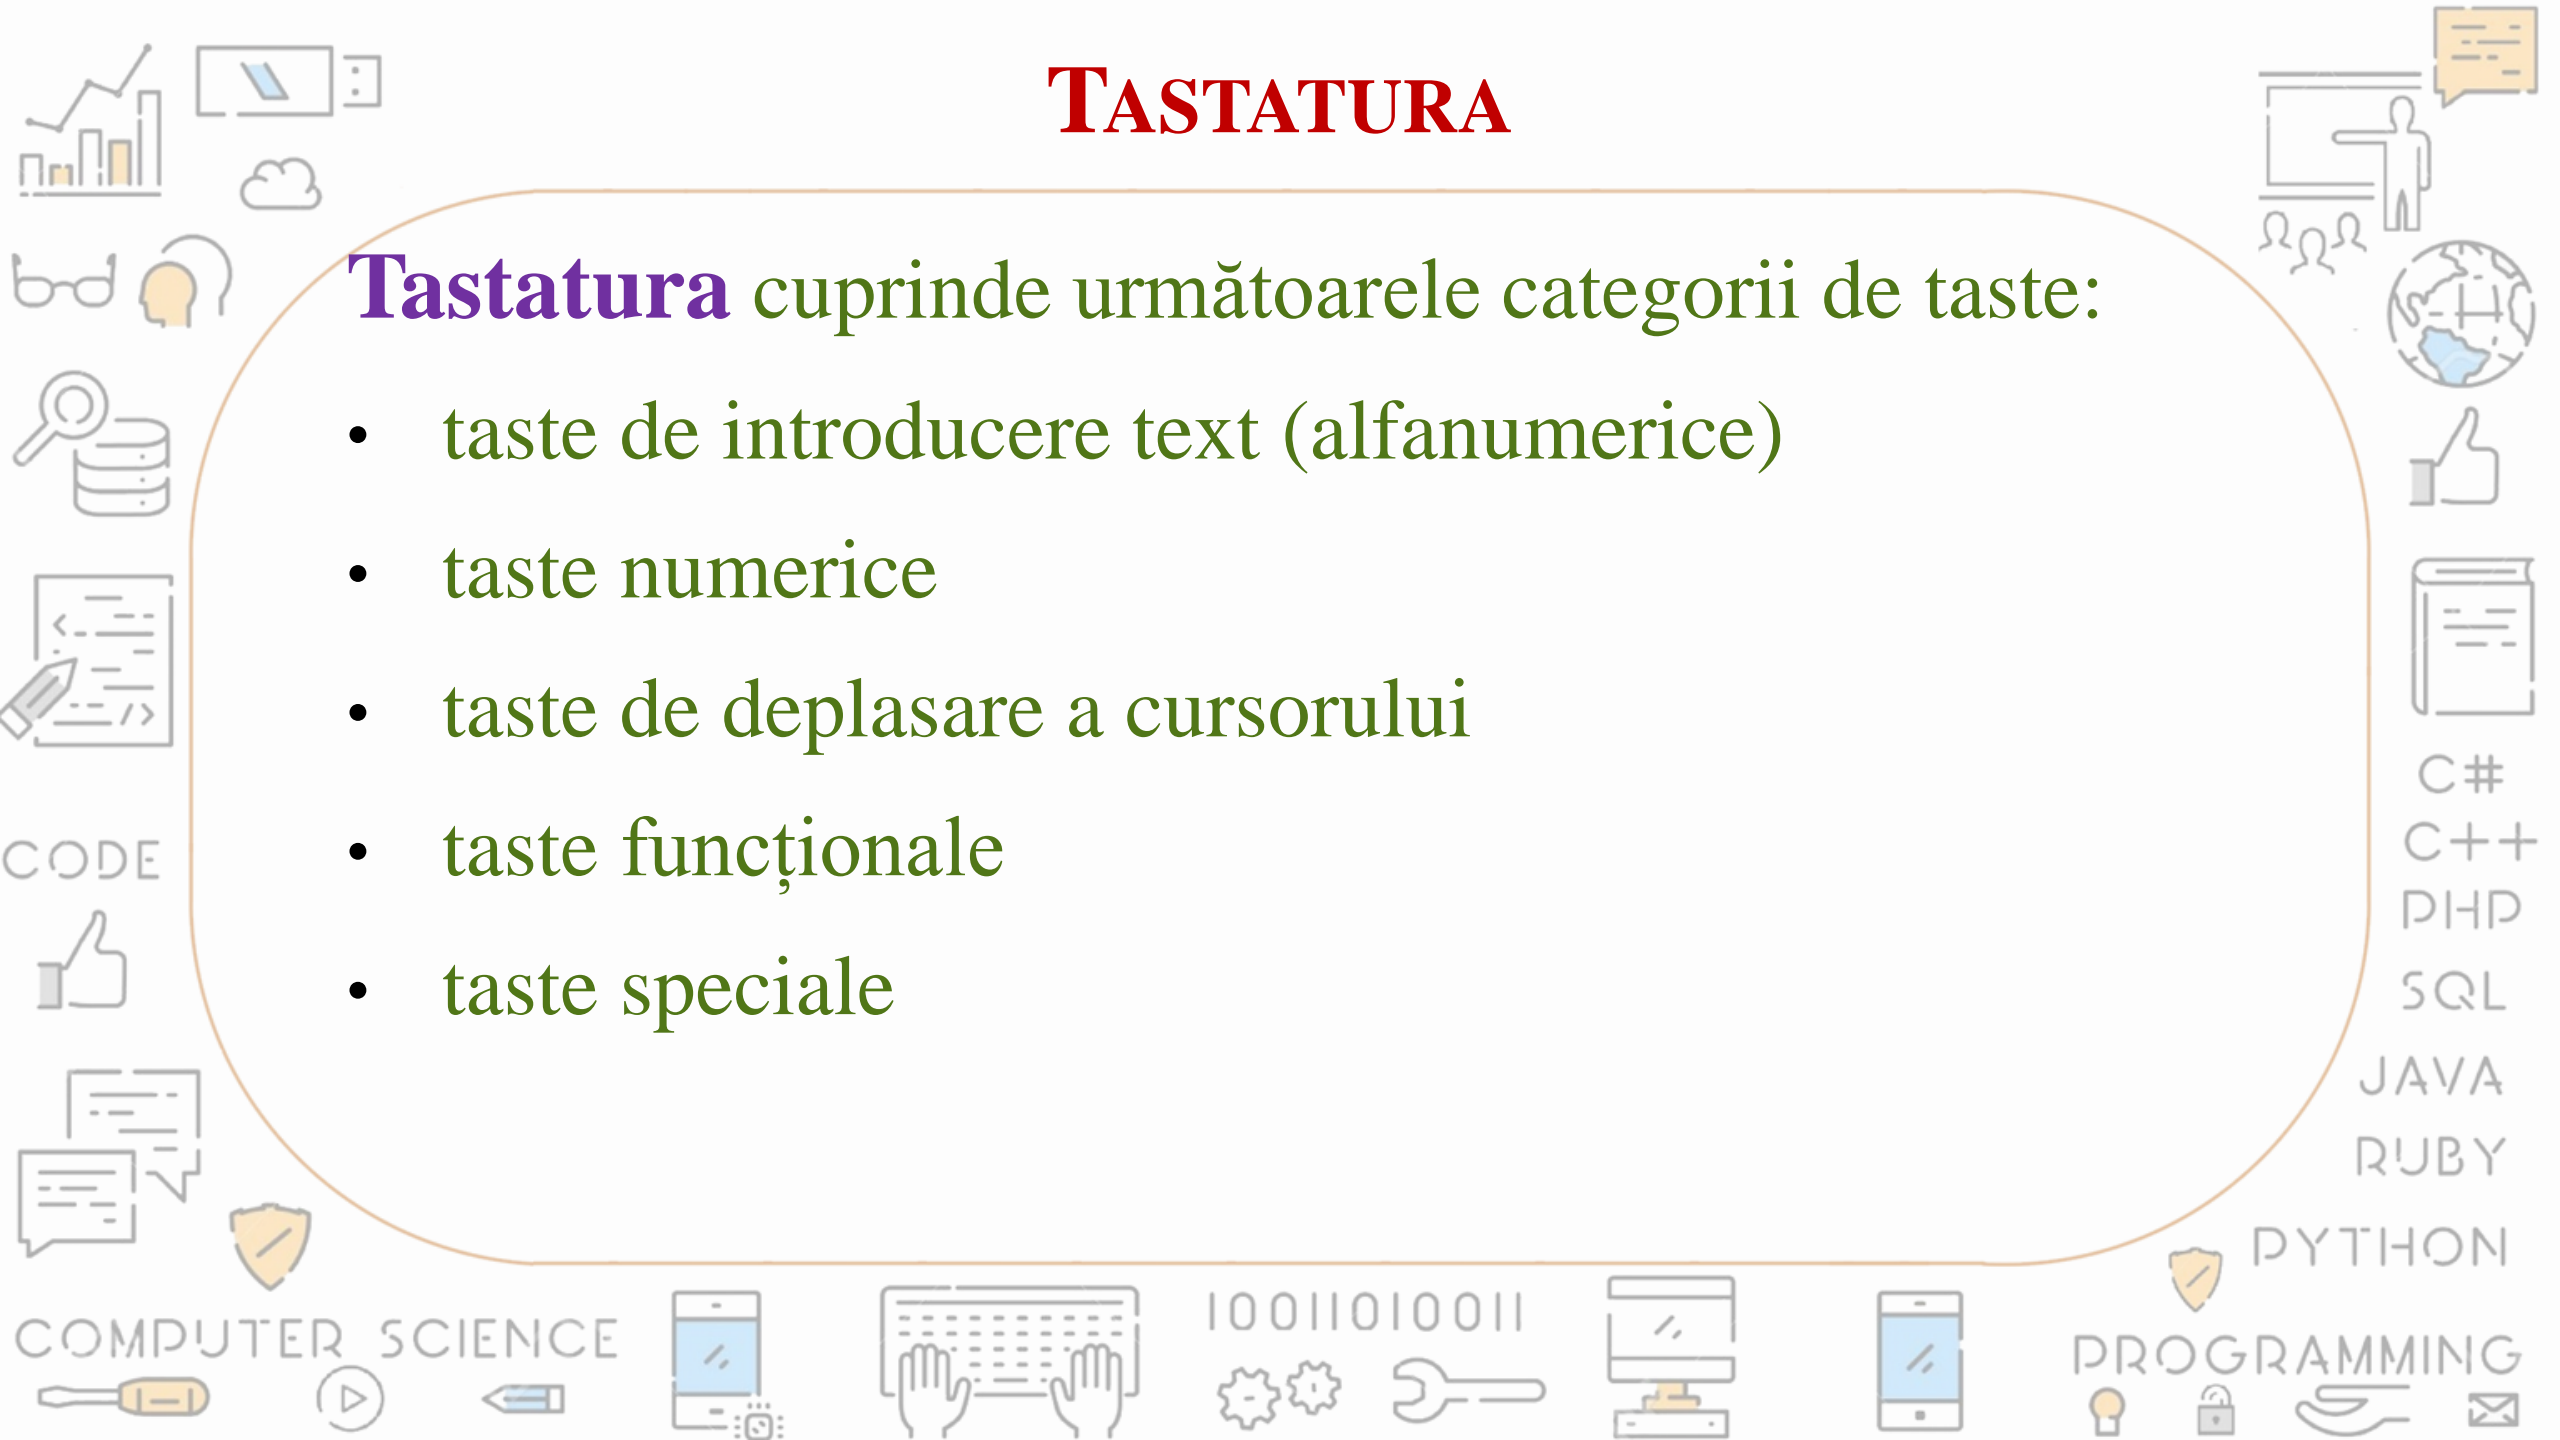 TASTATURA
Tastatura cuprinde următoarele categorii de taste:
• taste de introducere text (alfanumerice)
• taste numerice
• taste de deplasare a cursorului
• taste funcționale
• taste speciale
CODE
C#
C++
PHP
SQL
JAVA
RUBY
PYTHON
COMPUTER SCIENCE
10011010011
PROGRAMMING